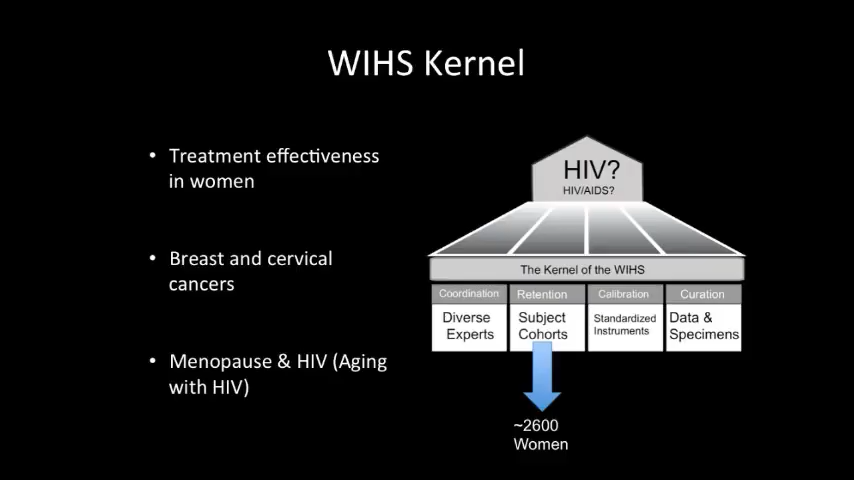 WIHS Kernel
• Treatment effectiveness
in women
• Breast and cervical
cancers
• Menopause & HIV (Aging
with HIV)
HIV?
HIV/AIDS?
The Kernel of the WIHS
Coordination
Diverse
Experts
Retention
Subject
Cohorts
Calibration
Standardized
Instruments
Curation
Data &
Specimens
~2600
Women